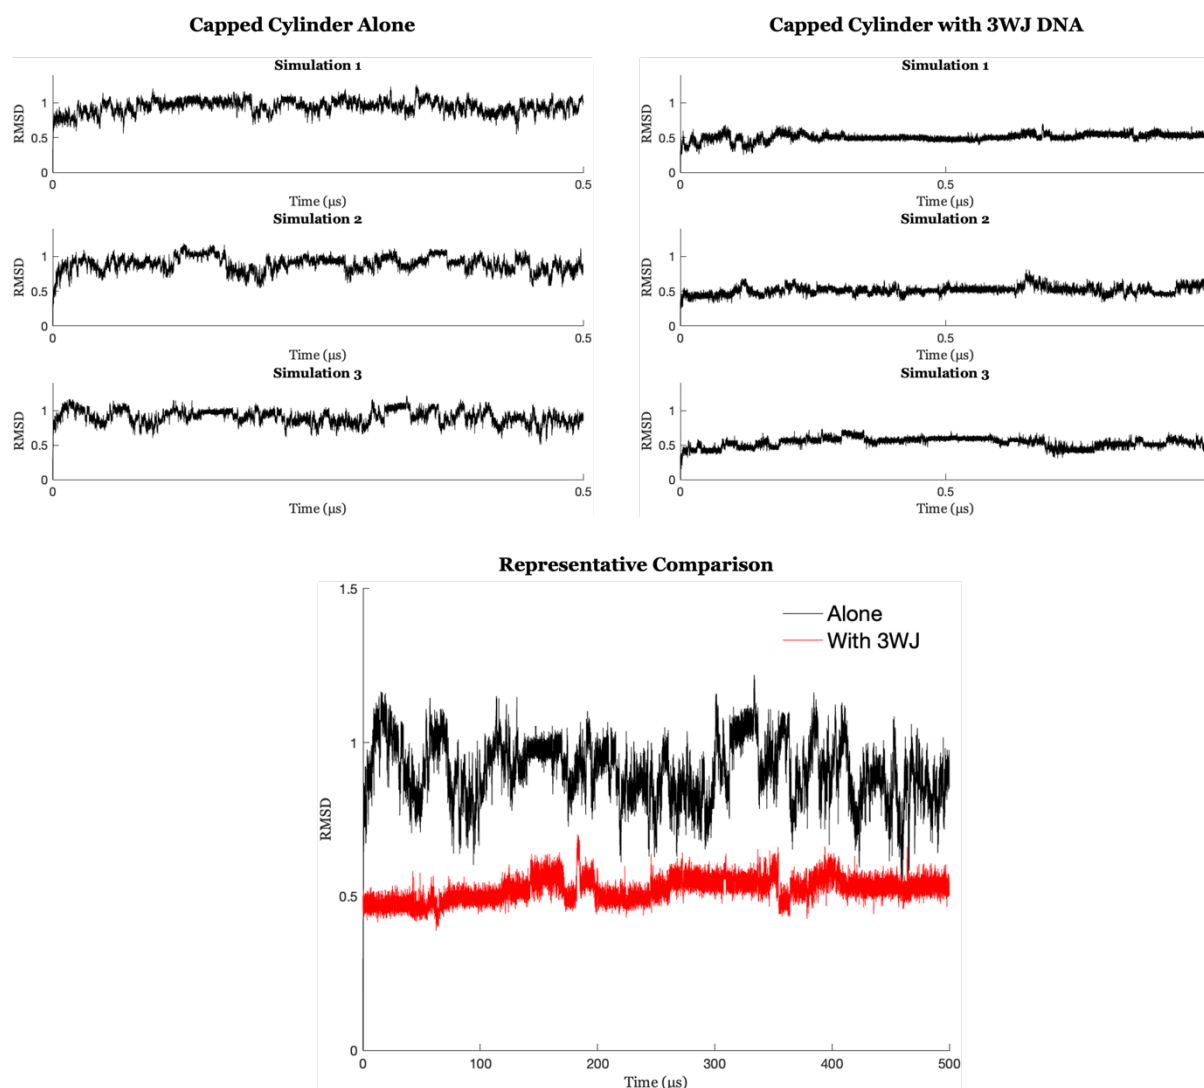 Capped Cylinder Alone
Simulation 1
RMSD
1
0.5
0
0
0.5
Time (µs)
Simulation 2
RMSD
1
0.5
0
0
0.5
Time (µs)
Simulation 3
RMSD
1
0.5
0
0
0.5
Time (µs)
Capped Cylinder with 3WJ DNA
Simulation 1
RMSD
1
0.5
0
0
0.5
Time (µs)
Simulation 2
RMSD
1
0.5
0
0
0.5
Time (µs)
Simulation 3
RMSD
1
0.5
0
0
0.5
Time (µs)
Representative Comparison
Alone
With 3WJ
RMSD
1.5
1
0.5
0
0 100 200 300 400 500
Time (µs)